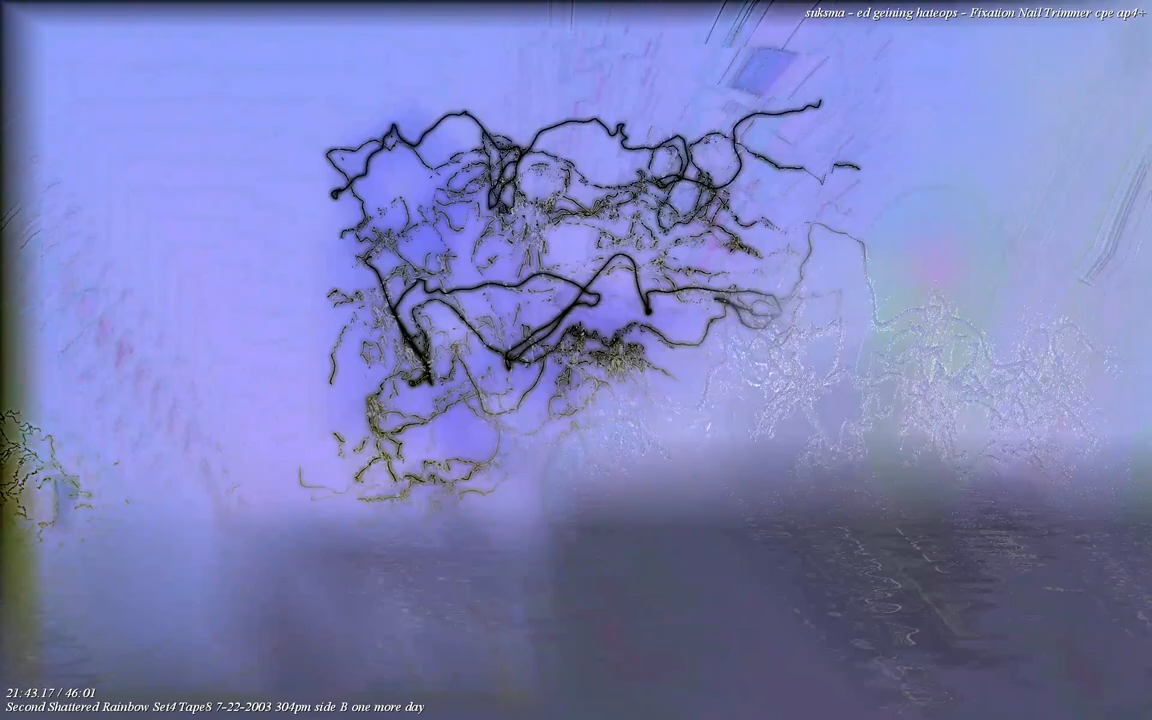 suksma - ed geining hateops - Fixation Nail Trimmer cpe ap4+
21:43.17 / 46:01
Second Shattered Rainbow Set4 Tape8 7-22-2003 304pm side B one more day